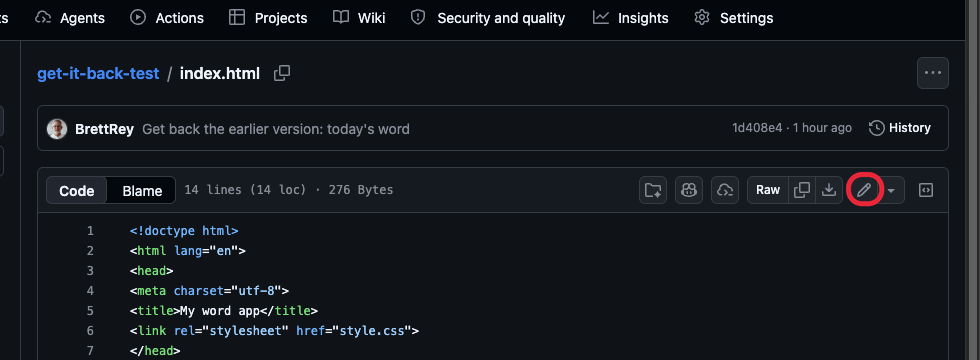 ts Agents Actions Projects Wiki Security and quality Insights Settings
get-it-back-test / index.html
BrettRey Get back the earlier version: today's word 1d408e4 · 1 hour ago History
Code Blame 14 lines (14 loc) · 276 Bytes Raw
1 <!doctype html>
2 <html lang="en">
3 <head>
4 <meta charset="utf-8">
5 <title>My word app</title>
6 <link rel="stylesheet" href="style.css">
7 </head>